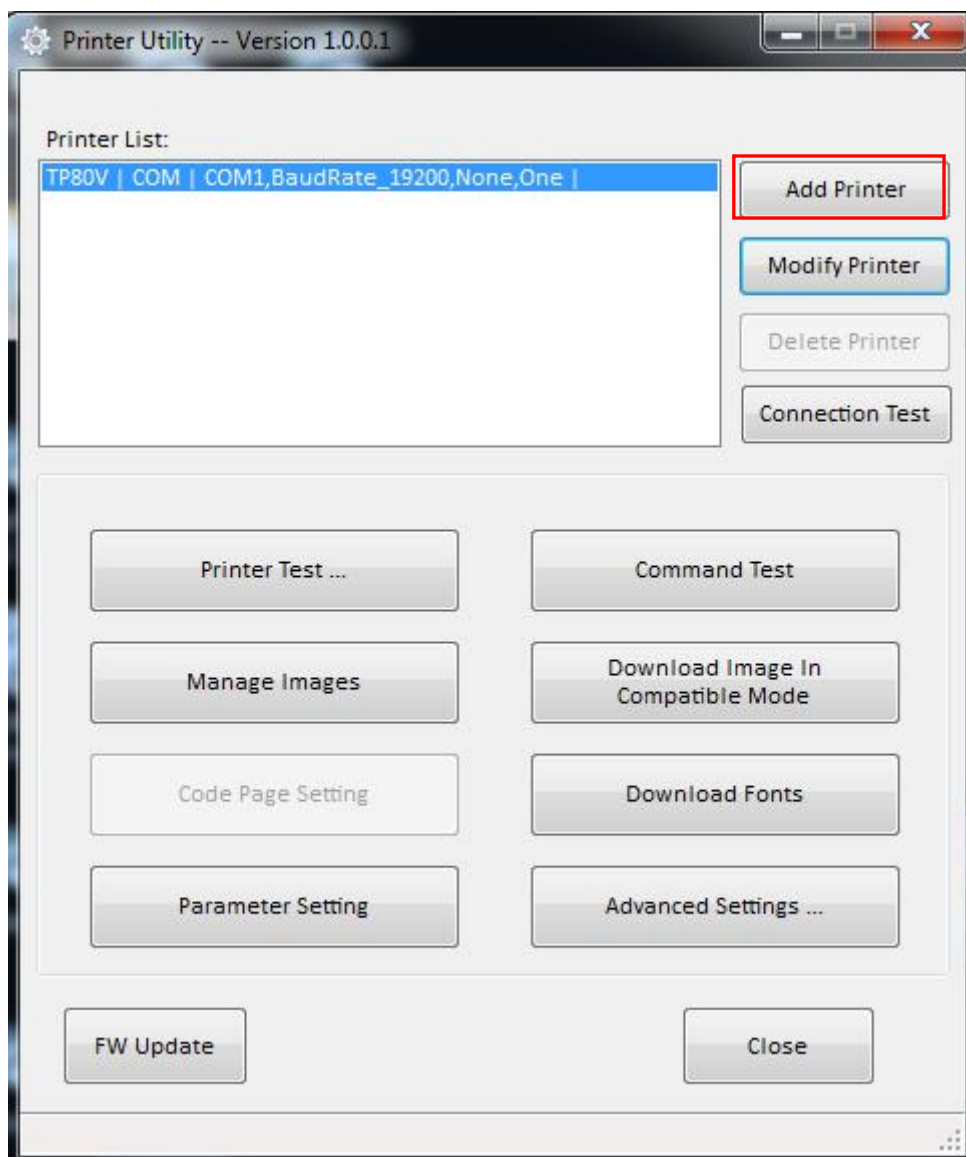 Printer Utility -- Version 1.0.0.1
Printer List:
TP80V | COM | COM1,BaudRate_19200,None,One |
Add Printer
Modify Printer
Delete Printer
Connection Test
Printer Test ...
Command Test
Manage Images
Download Image In
Compatible Mode
Code Page Setting
Download Fonts
Parameter Setting
Advanced Settings ...
FW Update
Close